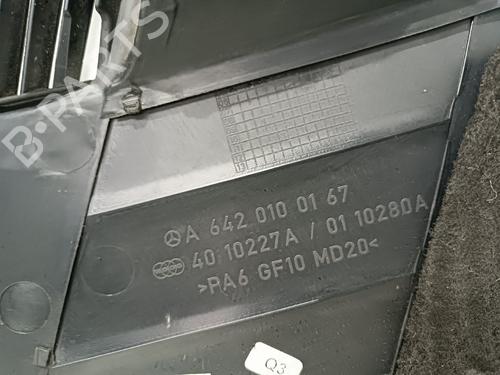 B-PARTS
A 642 010 01 67
40 10227A / 01 10280A
>PA6 GF10 MD20<
Q3